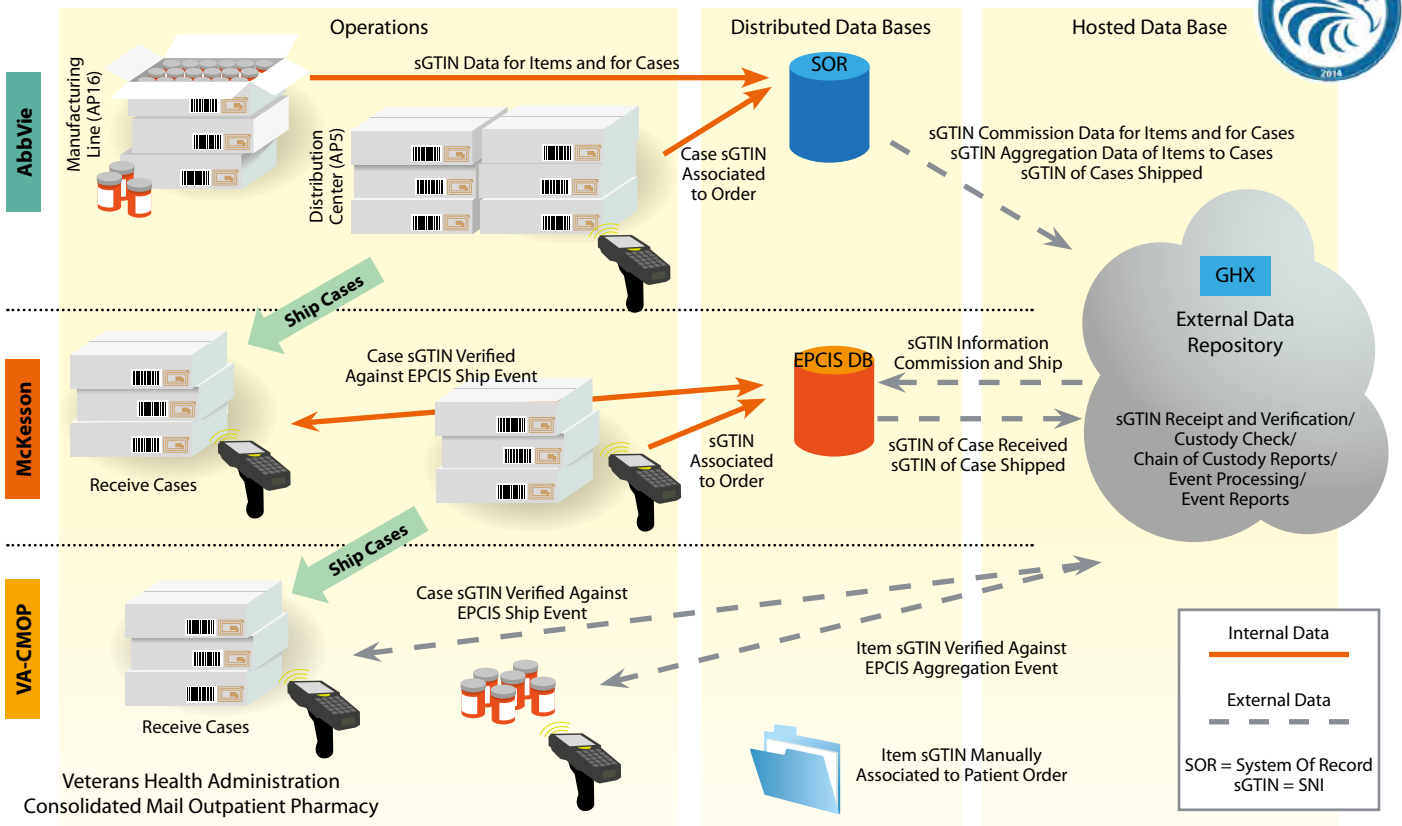 Operations
Distributed Data Bases
Hosted Data Base
2014
AbbVie
Manufacturing
Line (AP16)
sGTIN Data for Items and for Cases
SOR
Distribution
Center (AP5)
Case sGTIN
Associated
to Order
sGTIN Commission Data for Items and for Cases
sGTIN Aggregation Data of Items to Cases
sGTIN of Cases Shipped
GHX
External Data
Repository
sGTIN Receipt and Verification/
Custody Check/
Chain of Custody Reports/
Event Processing/
Event Reports
Ship Cases
McKesson
Receive Cases
Case sGTIN Verified
Against EPCIS Ship Event
EPCIS DB
sGTIN
Associated
to Order
sGTIN Information
Commission and Ship
sGTIN of Case Received
sGTIN of Case Shipped
Ship Cases
VA-CMOP
Receive Cases
Case sGTIN Verified Against
EPCIS Ship Event
Item sGTIN Verified Against
EPCIS Aggregation Event
Item sGTIN Manually
Associated to Patient Order
Veterans Health Administration
Consolidated Mail Outpatient Pharmacy
Internal Data
External Data
SOR = System Of Record
sGTIN = SNI